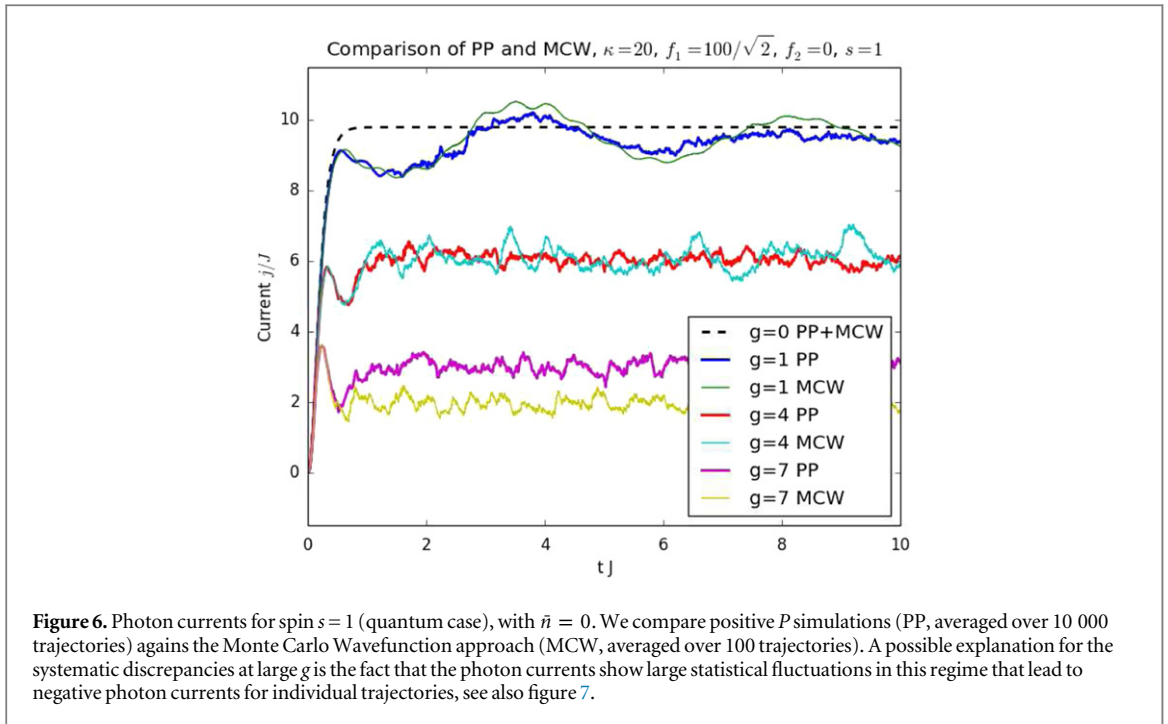 Comparison of PP and MCW, κ=20, f₁=100/√2, f₂=0, s=1
10
8
6
4
2
0
Current j/J
g=0 PP+MCW
g=1 PP
g=1 MCW
g=4 PP
g=4 MCW
g=7 PP
g=7 MCW
0 2 4 6 8 10
t J
Figure 6. Photon currents for spin s = 1 (quantum case), with n̄ = 0. We compare positive P simulations (PP, averaged over 10 000
trajectories) agains the Monte Carlo Wavefunction approach (MCW, averaged over 100 trajectories). A possible explanation for the
systematic discrepancies at large g is the fact that the photon currents show large statistical fluctuations in this regime that lead to
negative photon currents for individual trajectories, see also figure 7.